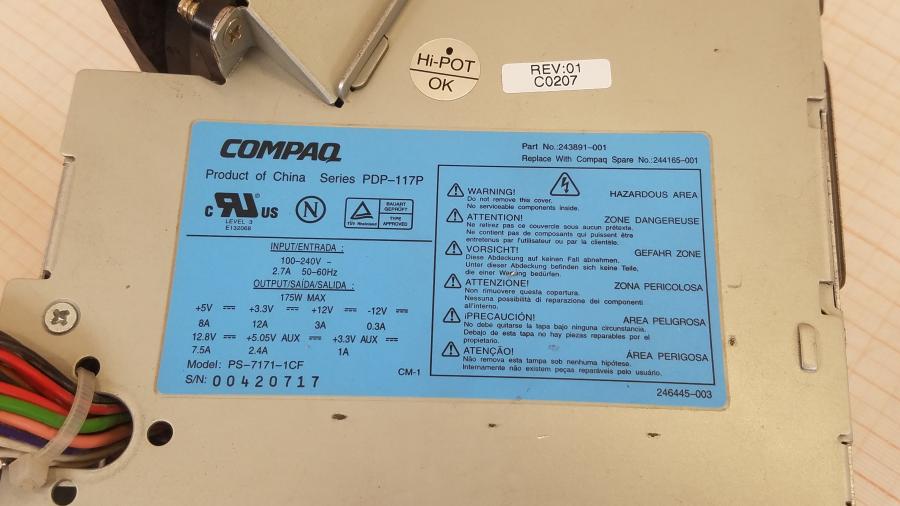 Hi-POT
OK
REV:01
C0207
COMPAQ
Product of China Series PDP-117P
Part No.:243891-001
Replace With Compaq Spare No.:244165-001
c RU US
LEVEL 3
E132068
N
TÜV Rheinland
BAUART
GEPRÜFT
TYPE
APPROVED
INPUT/ENTRADA :
100-240V ~
2.7A 50-60Hz
OUTPUT/SAÍDA/SALIDA :
175W MAX
+5V +3.3V +12V -12V
8A 12A 3A 0.3A
12.8V +5.05V AUX +3.3V AUX
7.5A 2.4A 1A
Model: PS-7171-1CF
S/N: 00420717
CM-1
HAZARDOUS AREA
WARNING!
Do not remove this cover.
No serviceable components inside.
ZONE DANGEREUSE
ATTENTION!
Ne retirez pas ce couvercle sous aucun prétexte.
Ne contient pas de composants qui puissent être
entretenus par l'utilisateur ou par la clientèle.
GEFAHR ZONE
VORSICHT!
Diese Abdeckung auf keinen Fall abnehmen.
Unter dieser Abdeckung befinden sich keine Teile,
die einer Wartung bedürfen.
ZONA PERICOLOSA
ATTENZIONE!
Non rimuovere questa copertura.
Nessuna possibilità di reparazione dei componenti
all'interno.
AREA PELIGROSA
¡PRECAUCIÓN!
No debe quitarse la tapa bajo ninguna circunstancia.
Debajo de esta tapa no hay piezas reparables por el
propietario.
ÁREA PERIGOSA
ATENÇÃO!
Não remova esta tampa sob nenhuma hipótese.
Internamente não existem peças reparáveis pelo usuário.
246445-003